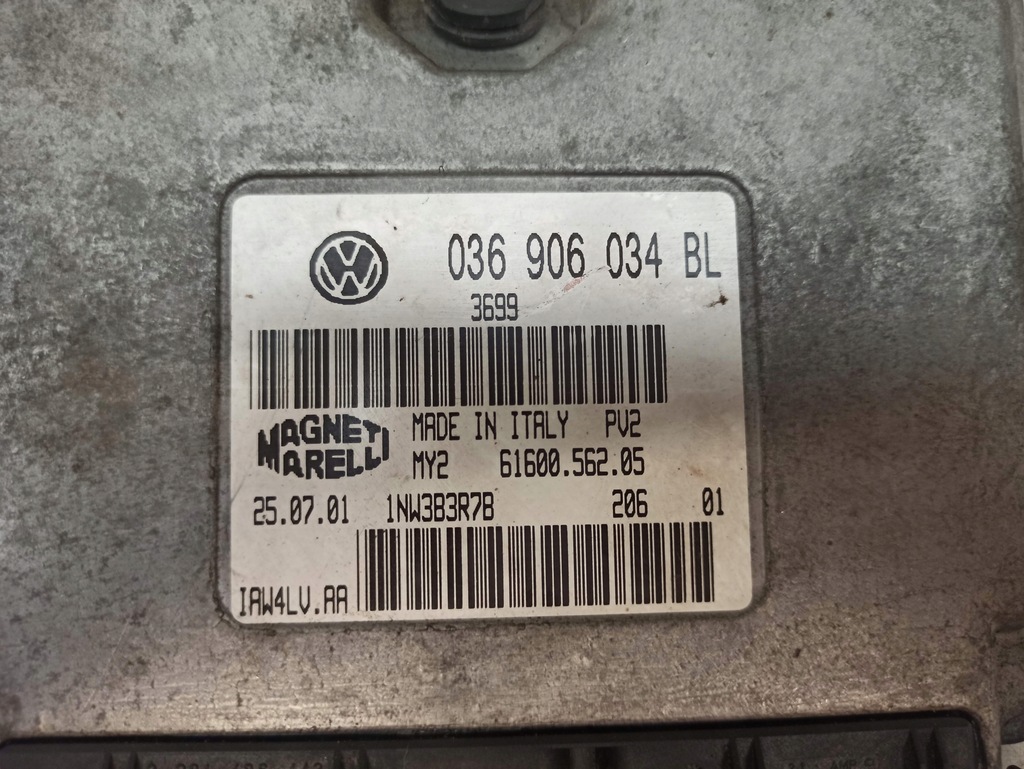 036 906 034 BL
3699
MAGNETI MADE IN ITALY PV2
MARELLI MY2 61600.562.05
25.07.01 1NW3B3R7B 206 01
IAW4LV.AA